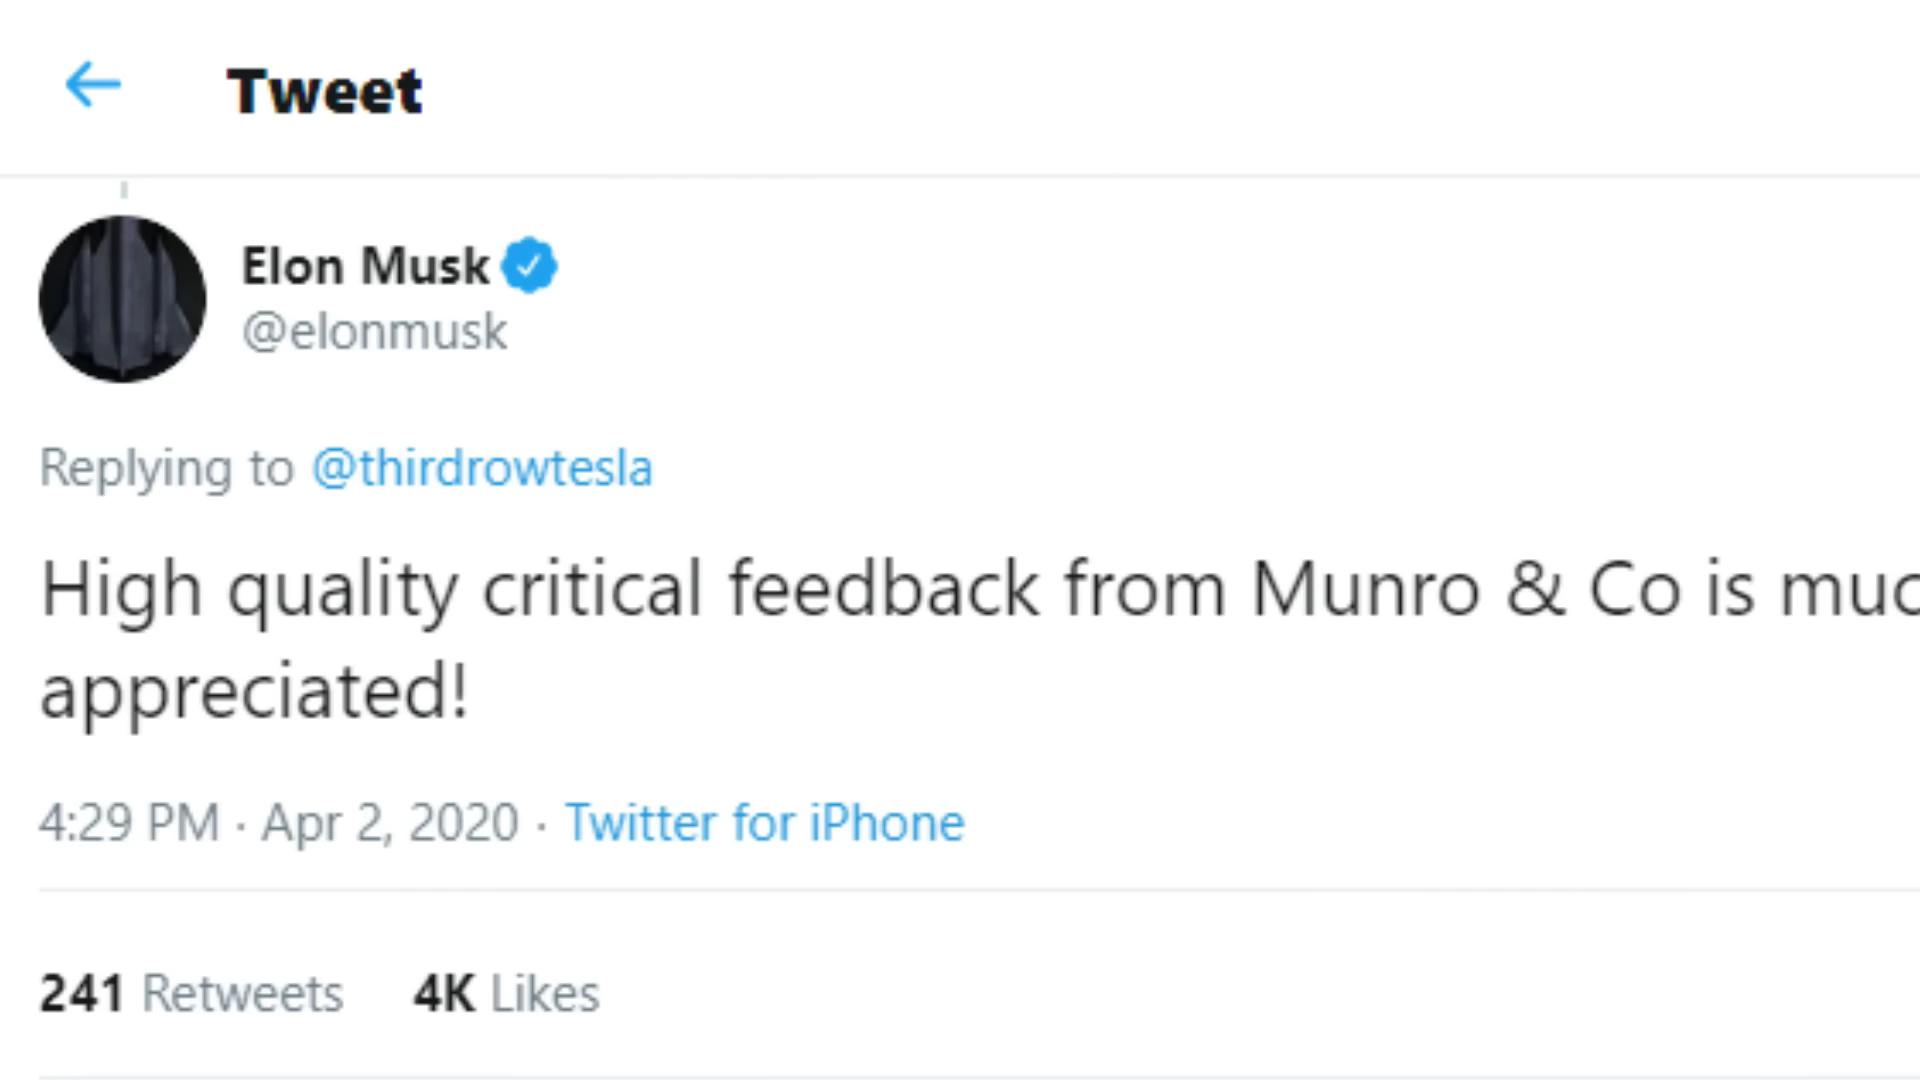 Tweet
Elon Musk
@elonmusk
Replying to @thirdrowtesla
High quality critical feedback from Munro & Co is muc
appreciated!
4:29 PM · Apr 2, 2020 · Twitter for iPhone
241 Retweets 4K Likes